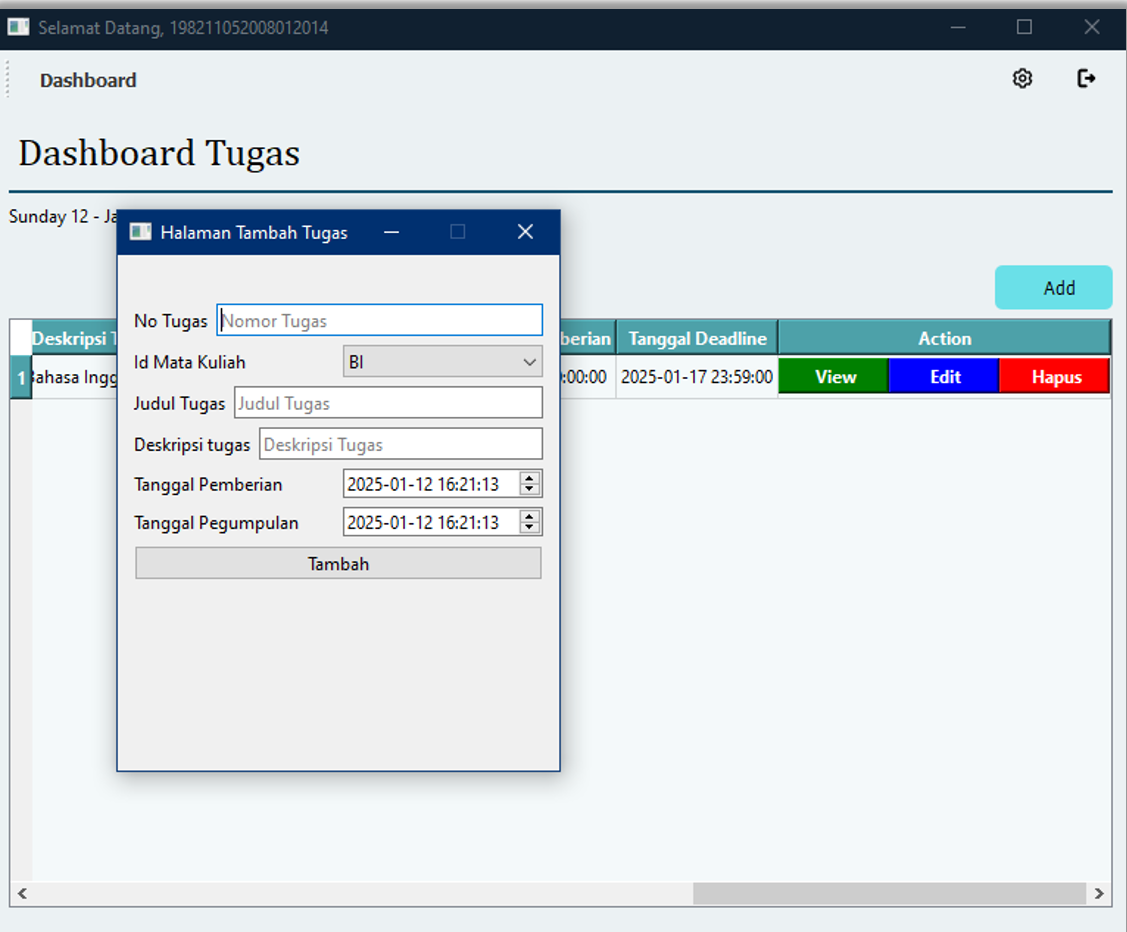 Selamat Datang, 198211052008012014
Dashboard
Dashboard Tugas
Sunday 12 -
Add
Halaman Tambah Tugas
No Tugas Nomor Tugas
Id Mata Kuliah BI
Judul Tugas Judul Tugas
Deskripsi tugas Deskripsi Tugas
Tanggal Pemberian 2025-01-12 16:21:13
Tanggal Pegumpulan 2025-01-12 16:21:13
Tambah
Deskripsi berian Tanggal Deadline Action
1 :00:00 2025-01-17 23:59:00 View Edit Hapus